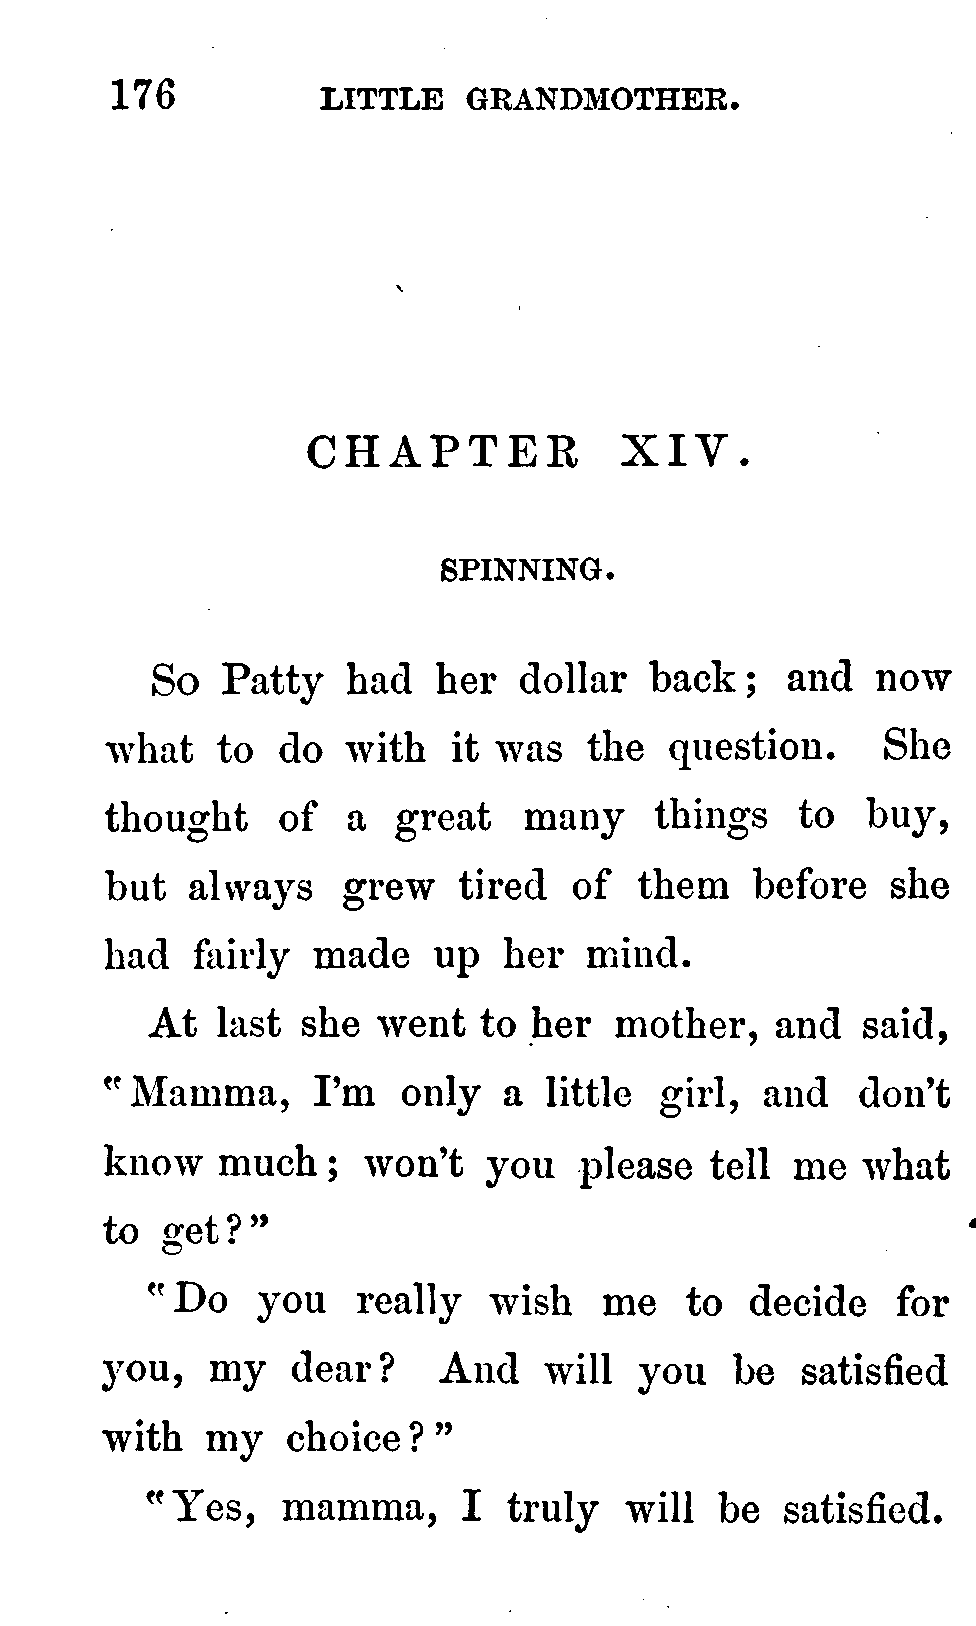 176 LITTLE GRANDMOTHER.
CHAPTER XIV.
SPINNING.
So Patty had her dollar back; and now
what to do with it was the question. She
thought of a great many things to buy,
but always grew tired of them before she
had fairly made up her mind.
At last she went to her mother, and said,
"Mamma, I'm only a little girl, and don't
know much; won't you please tell me what
to get?"
"Do you really wish me to decide for
you, my dear? And will you be satisfied
with my choice?"
"Yes, mamma, I truly will be satisfied.